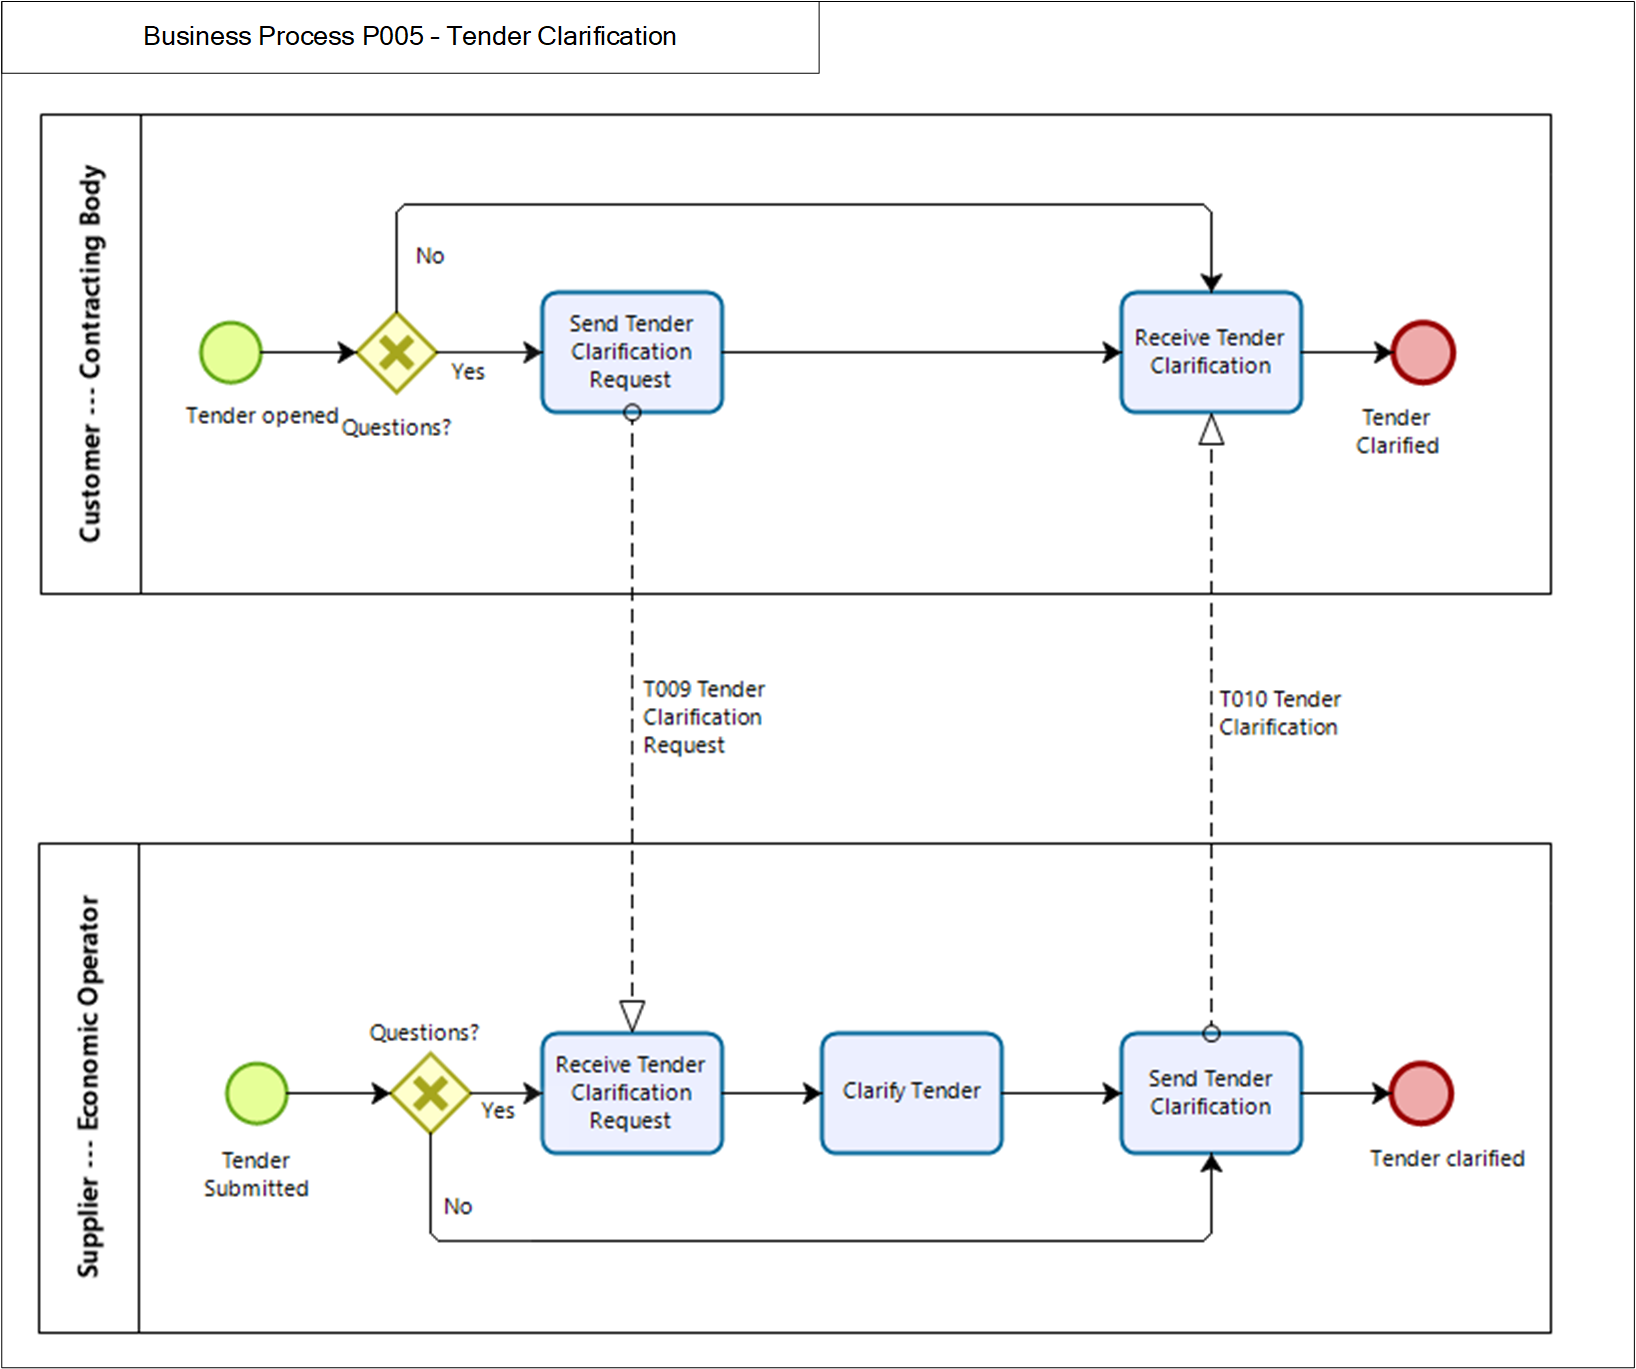 Business Process P005 - Tender Clarification
Customer --- Contracting Body
No
Send Tender
Clarification
Request
Receive Tender
Clarification
Yes
Tender opened
Questions?
Tender
Clarified
T009 Tender
Clarification
Request
T010 Tender
Clarification
Supplier --- Economic Operator
Questions?
Receive Tender
Clarification
Request
Clarify Tender
Send Tender
Clarification
Yes
Tender
Submitted
Tender clarified
No